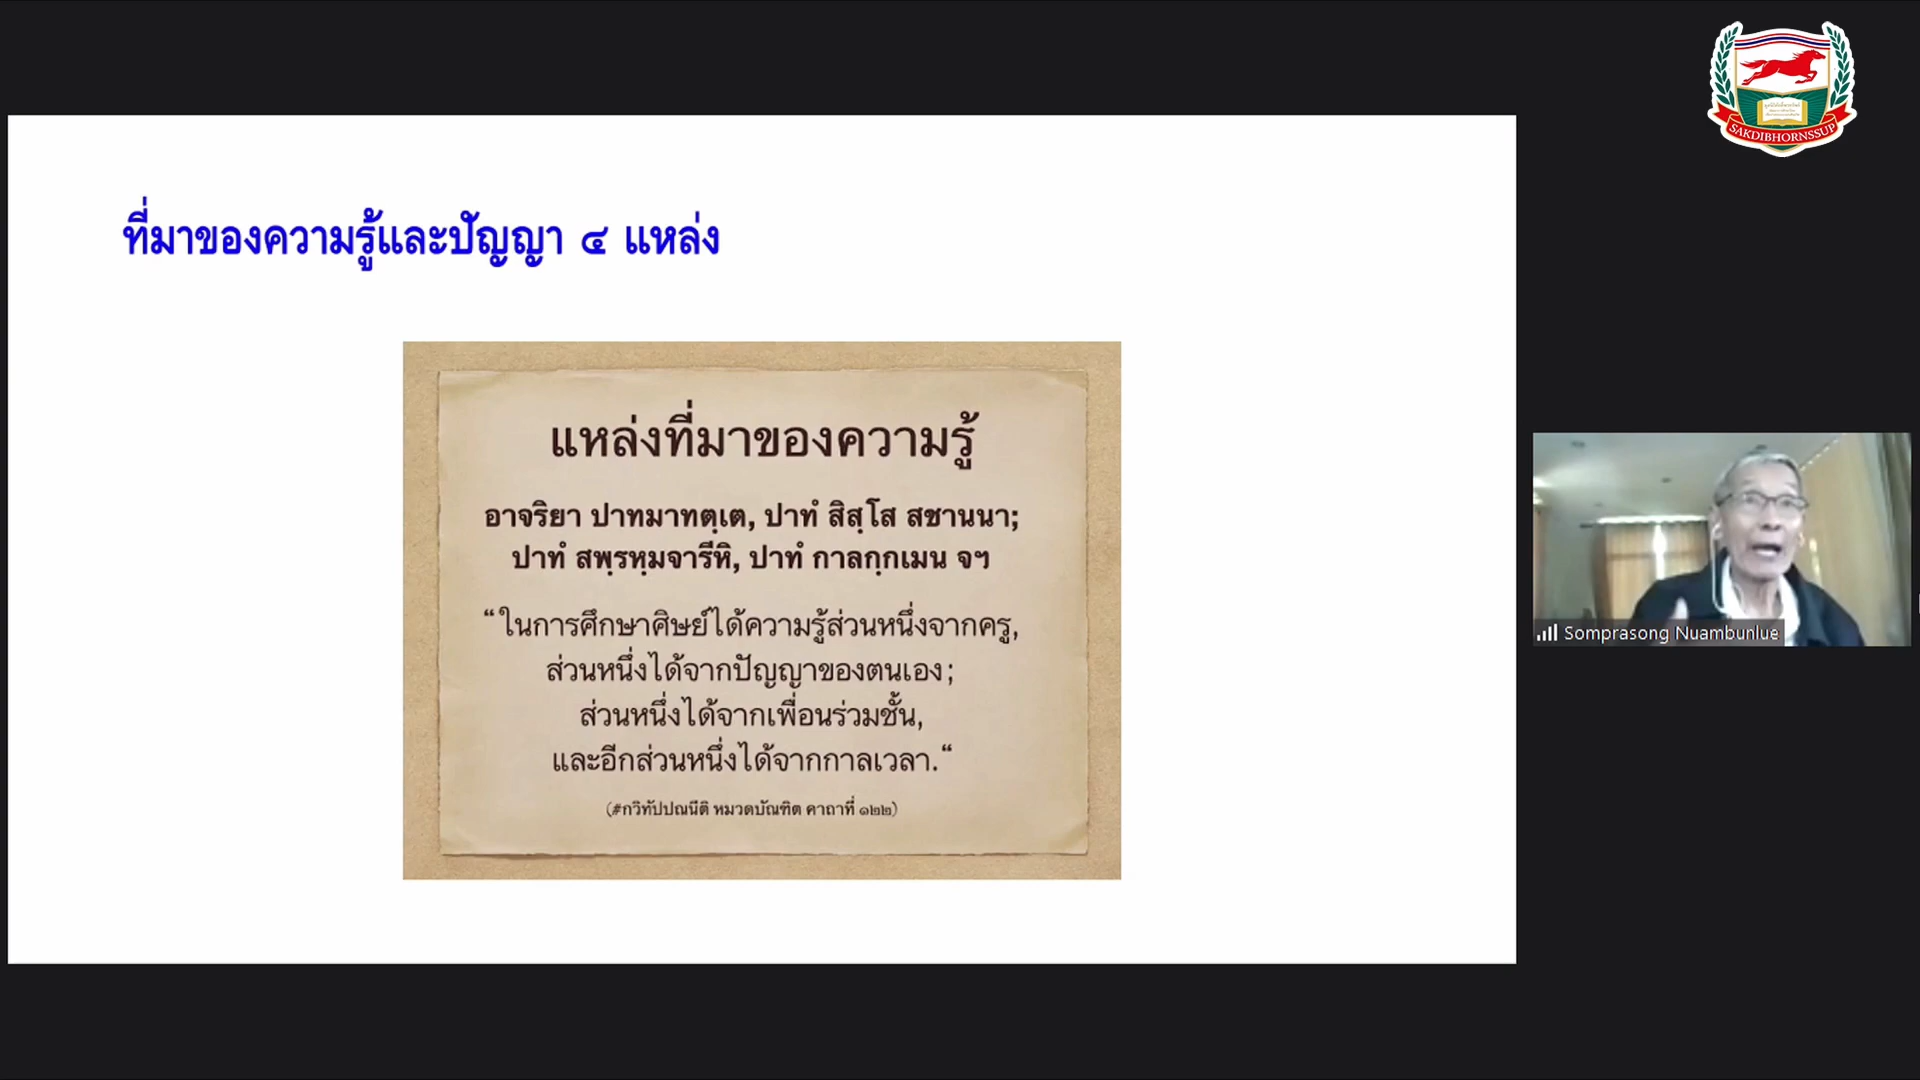 ที่มาของความรู้และปัญญา ๔ แหล่ง
แหล่งที่มาของความรู้
อาจริยา ปาทมาทตฺเต, ปาทํ สิสฺโส สชานนา;
ปาทํ สพฺรหฺมจารีหิ, ปาทํ กาลกฺกเมน จฯ
“ในการศึกษาศิษย์ได้ความรู้ส่วนหนึ่งจากครู,
ส่วนหนึ่งได้จากปัญญาของตนเอง;
ส่วนหนึ่งได้จากเพื่อนร่วมชั้น,
และอีกส่วนหนึ่งได้จากกาลเวลา.“
(#กวิทัปปณนีติ หมวดบัณฑิต คาถาที่ ๑๒๒)
SAKDIBHORNSSUP
Somprasong Nuambunlue